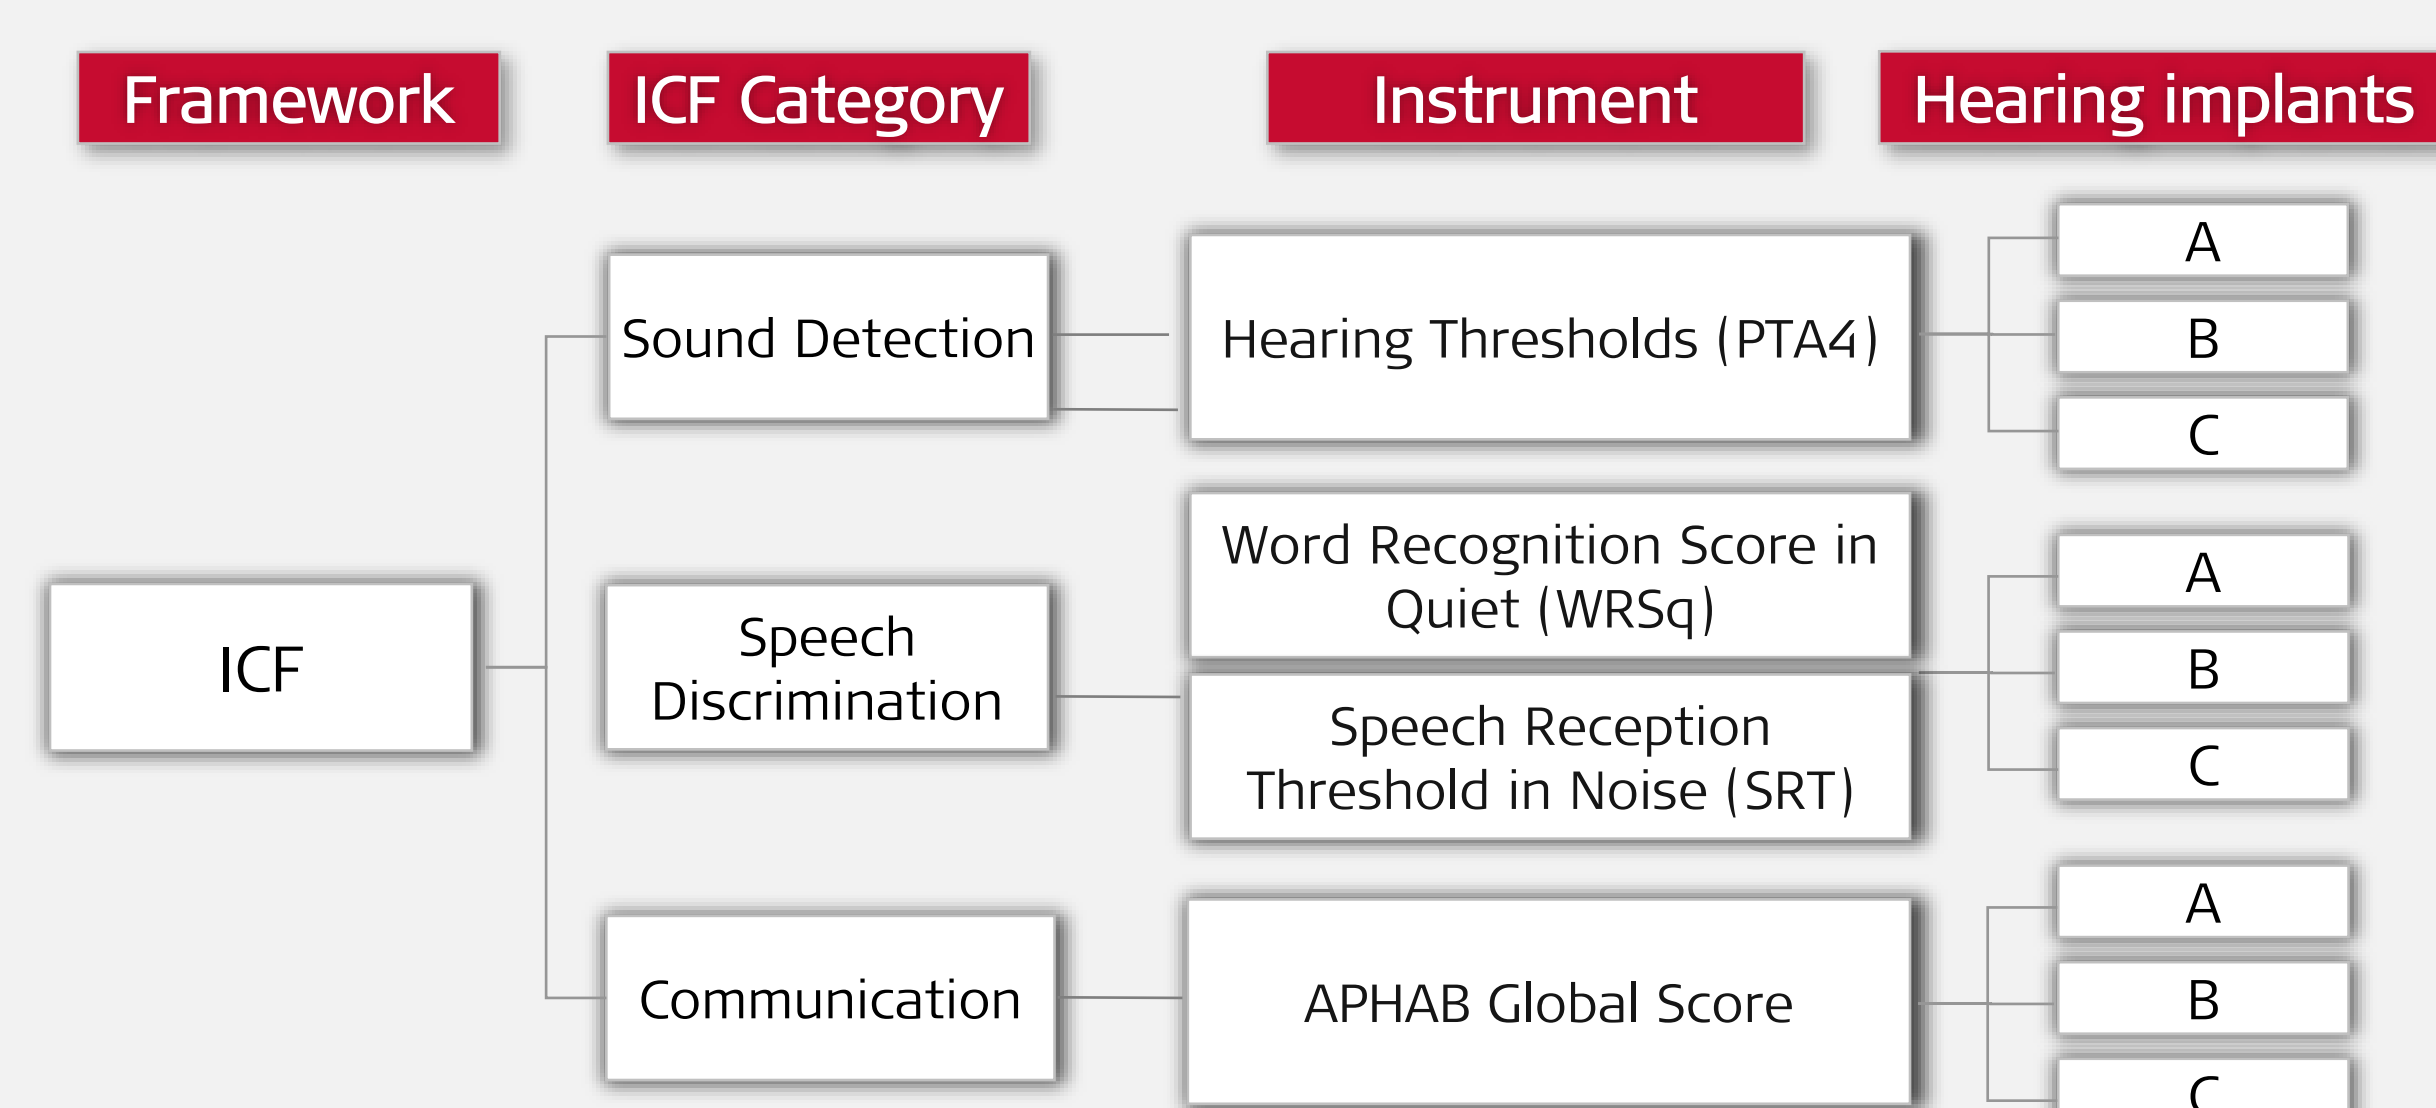 Framework
ICF Category
Instrument
Hearing implants
ICF
Sound Detection
Hearing Thresholds (PTA4)
A
B
C
Speech
Discrimination
Word Recognition Score in
Quiet (WRSq)
Speech Reception
Threshold in Noise (SRT)
A
B
C
Communication
APHAB Global Score
A
B
C